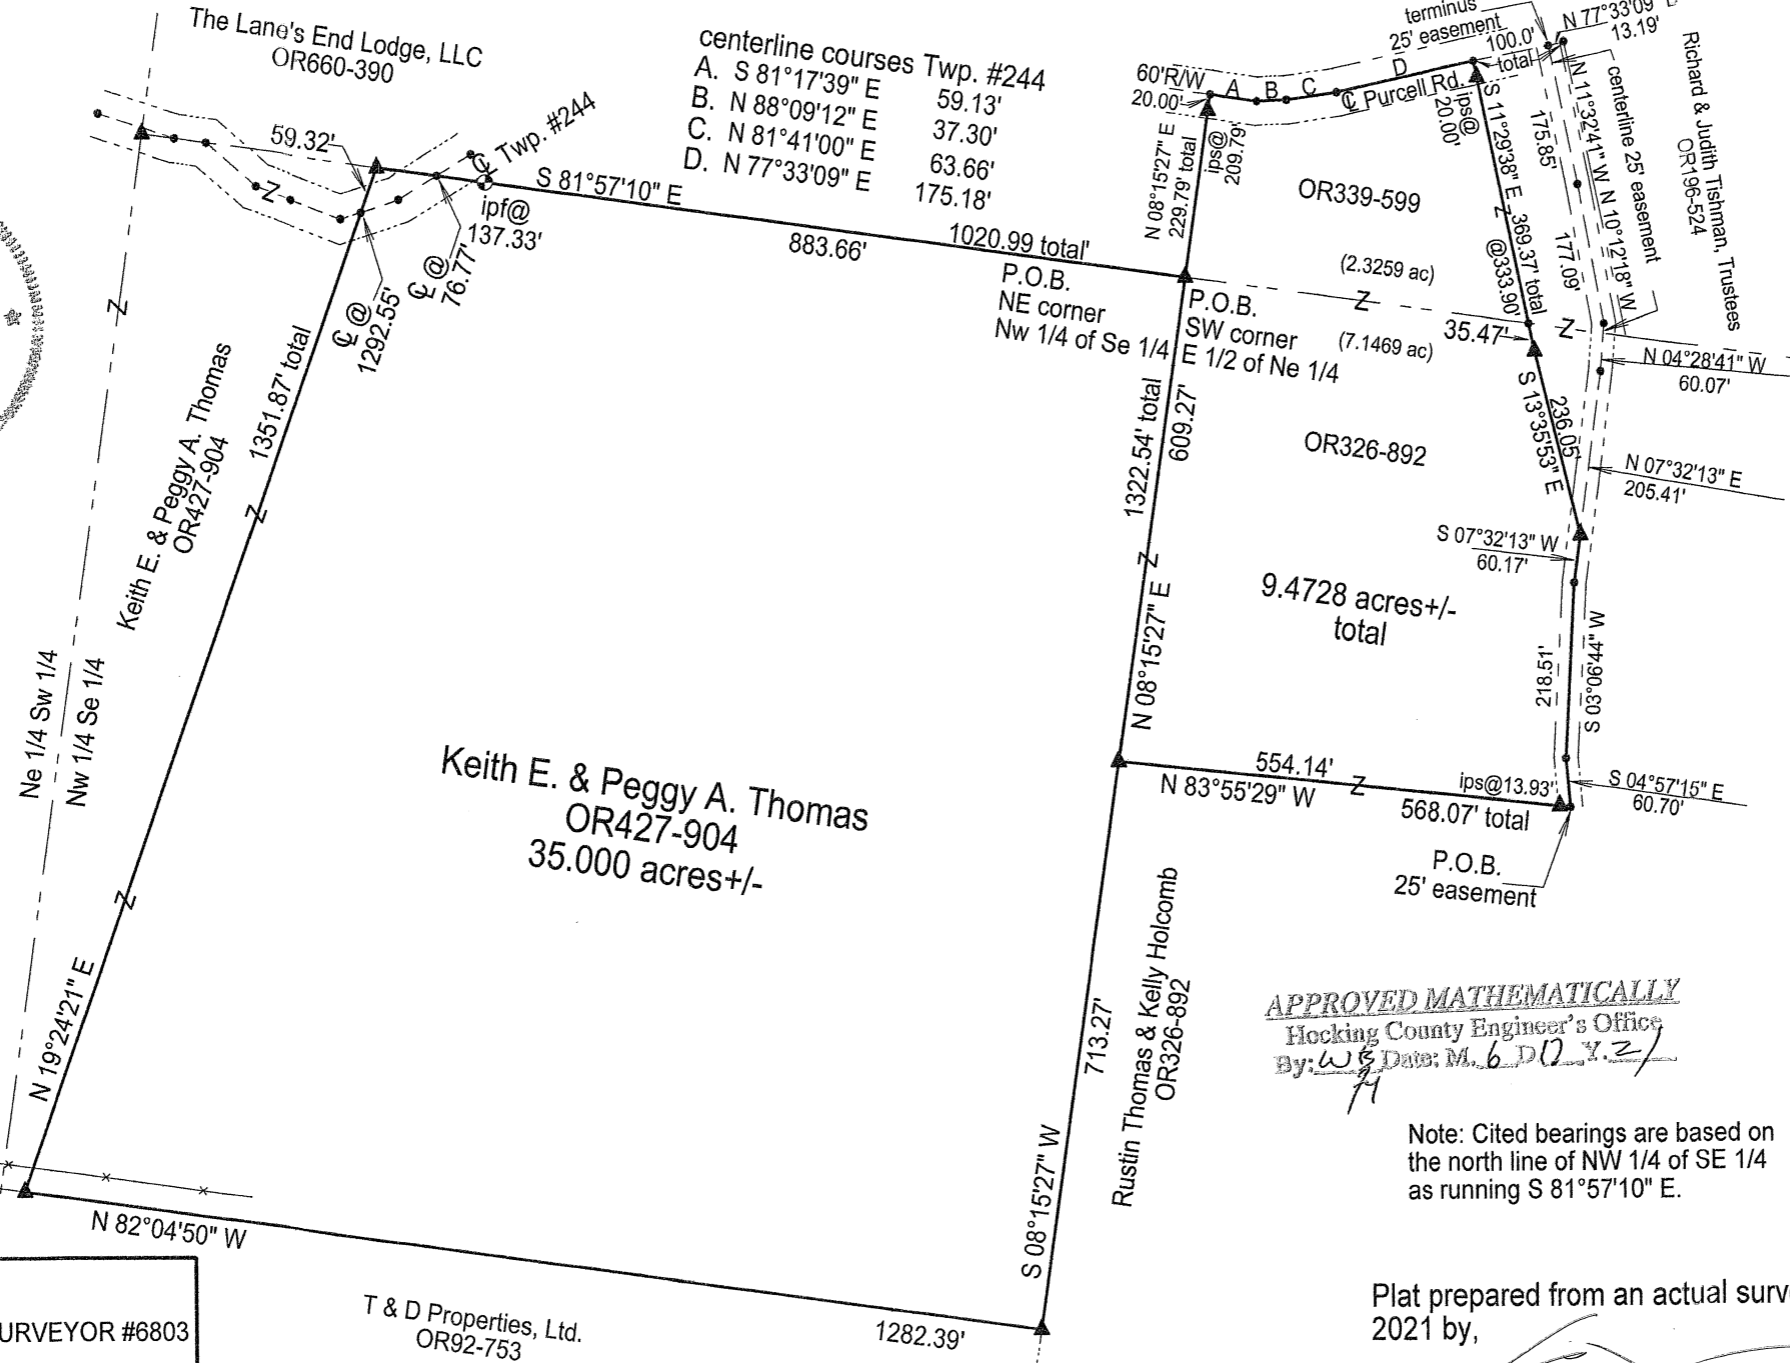 The Lane's End Lodge, LLC
OR660-390
centerline courses Twp. #244
A. S 81°17'39" E 59.13'
B. N 88°09'12" E 37.30'
C. N 81°41'00" E 63.66'
D. N 77°33'09" E 175.18'
terminus
25' easement
100.0'
total
N 77°33'09"
13.19'
60'R/W
20.00'
A B C D
℄ Purcell Rd.
ips@
20.00'
59.32'
℄ Twp. #244
S 81°57'10" E
ipf@
137.33'
883.66'
1020.99 total'
℄ @
76.77'
℄ @
1292.55'
N 08°15'27" E
229.79' total
ips@
209.79'
OR339-599
(2.3259 ac)
S 11°29'38" E
369.37' total
@333.90'
N 11°32'41" W
175.85'
N 10°12'18" W
177.09'
centerline 25' easement
Richard & Judith Tishman, Trustees
OR196-524
P.O.B.
NE corner
Nw 1/4 of Se 1/4
P.O.B.
SW corner
E 1/2 of Ne 1/4
(7.1469 ac)
35.47'
N 04°28'41" W
60.07'
Z
Z
Z
Z
Z
Z
Z
Z
Z
Z
1351.87' total
Keith E. & Peggy A. Thomas
OR427-904
1322.54' total
609.27'
OR326-892
236.05'
S 13°35'53" E
N 07°32'13" E
205.41'
S 07°32'13" W
60.17'
9.4728 acres+/-
total
N 08°15'27" E
218.51'
S 03°06'44" W
Ne 1/4 Sw 1/4
Nw 1/4 Se 1/4
Keith E. & Peggy A. Thomas
OR427-904
35.000 acres+/-
554.14'
N 83°55'29" W
ips@13.93'
568.07' total
S 04°57'15" E
60.70'
P.O.B.
25' easement
N 19°24'21" E
713.27'
Rustin Thomas & Kelly Holcomb
OR326-892
S 08°15'27" W
APPROVED MATHEMATICALLY
Hocking County Engineer's Office
By: Date: M. 6 D. Y. 21
Note: Cited bearings are based on
the north line of NW 1/4 of SE 1/4
as running S 81°57'10" E.
N 82°04'50" W
T & D Properties, Ltd.
OR92-753
1282.39'
URVEYOR #6803
Plat prepared from an actual surv
2021 by,